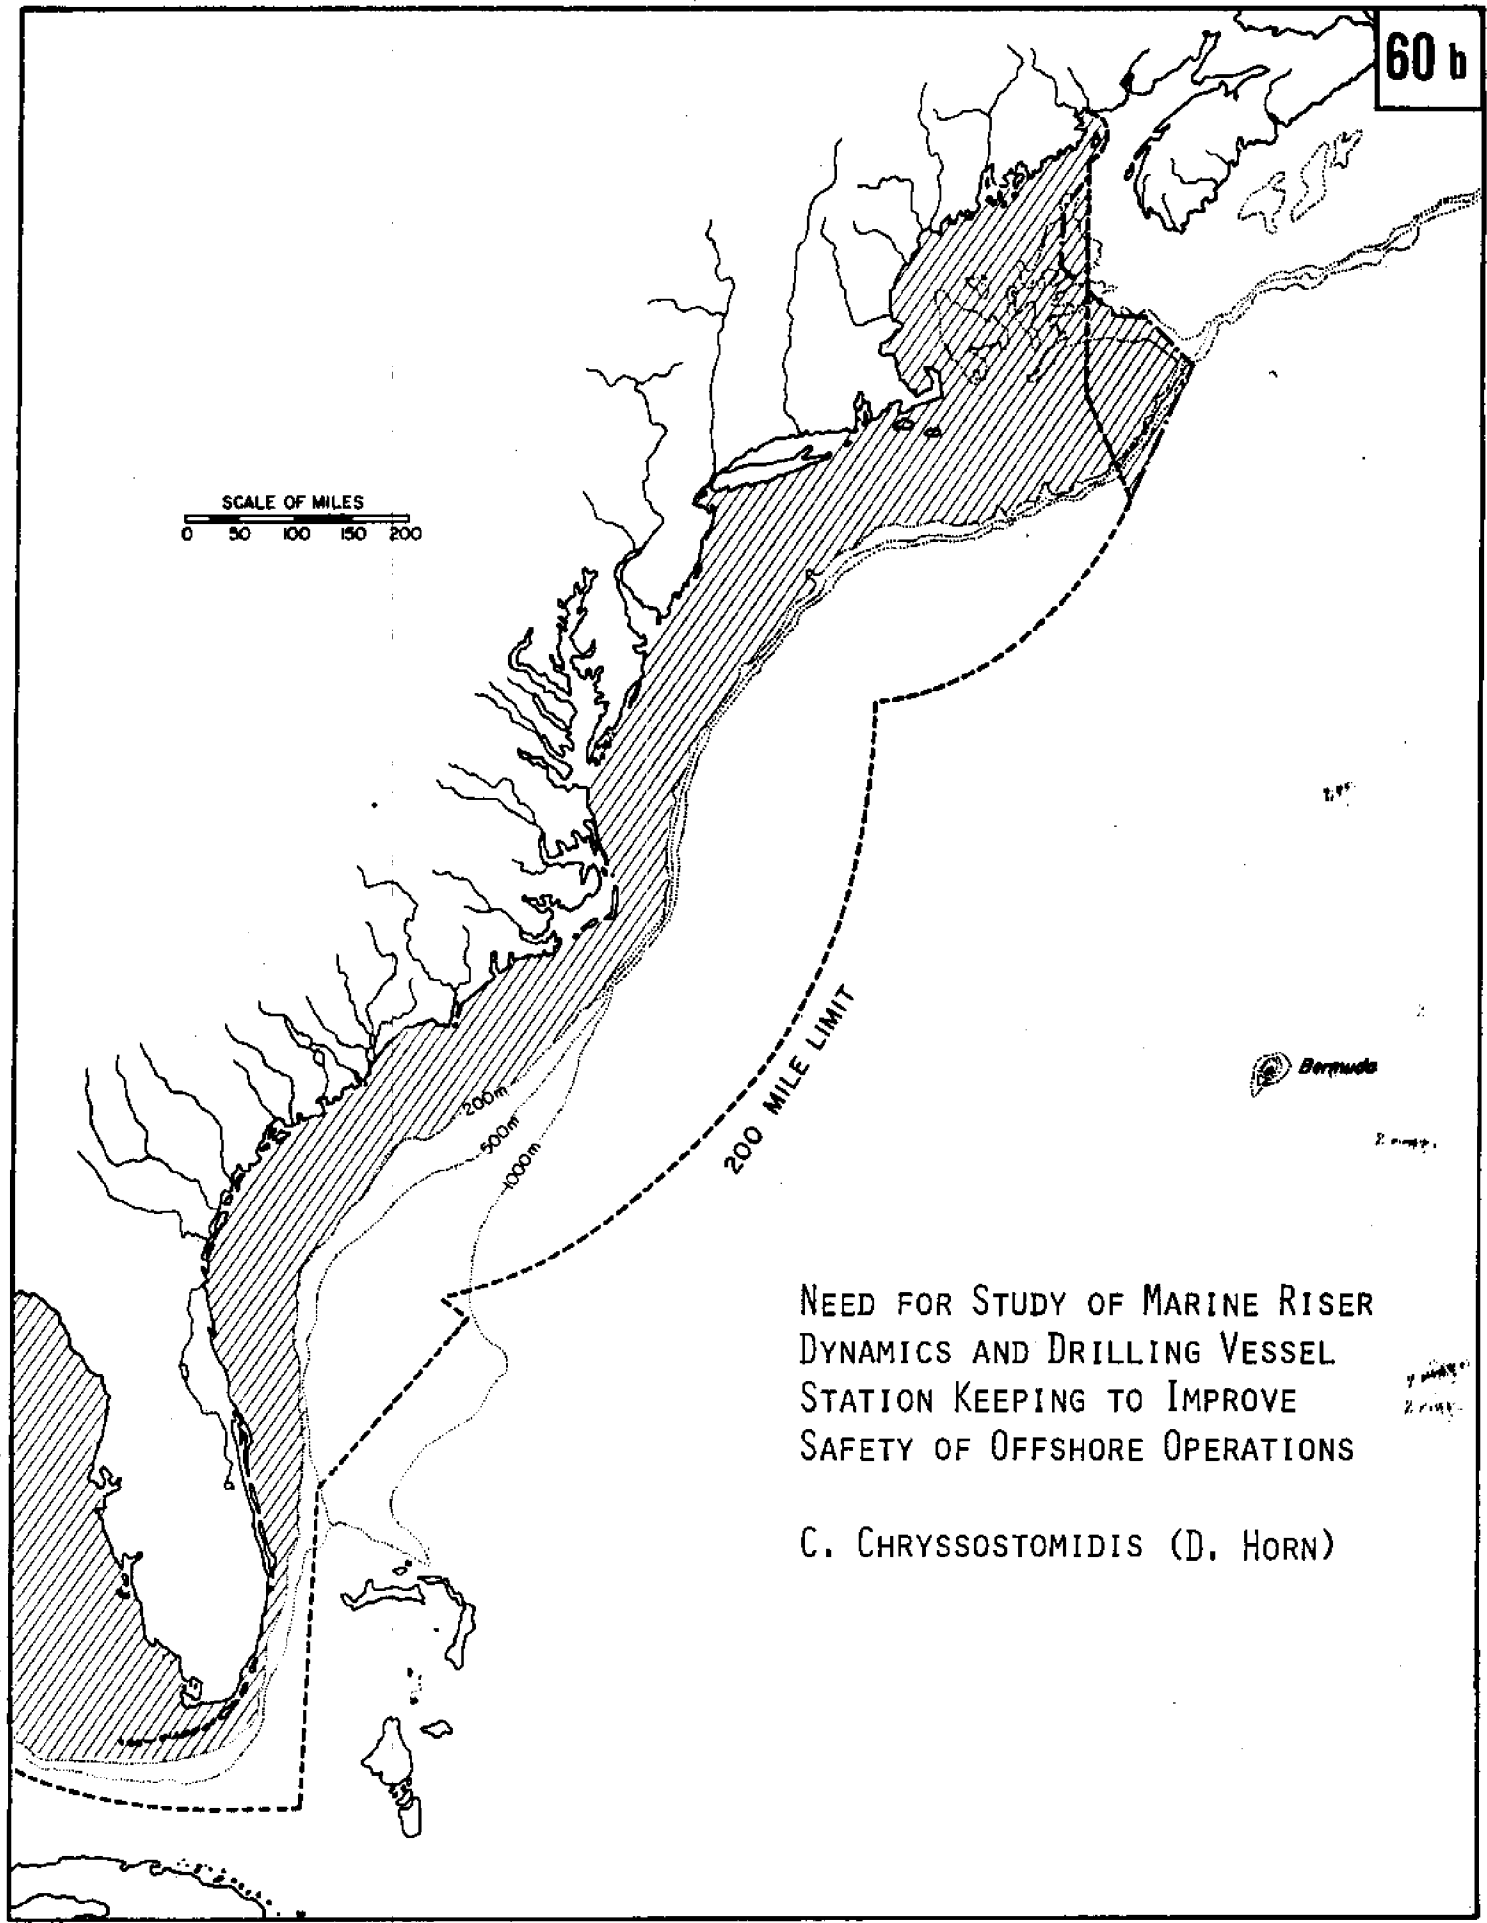 60 b
SCALE OF MILES
0 50 100 150 200
200m
500m
1000m
200 MILE LIMIT
Bermuda
NEED FOR STUDY OF MARINE RISER
DYNAMICS AND DRILLING VESSEL
STATION KEEPING TO IMPROVE
SAFETY OF OFFSHORE OPERATIONS
C. CHRYSSOSTOMIDIS (D. HORN)